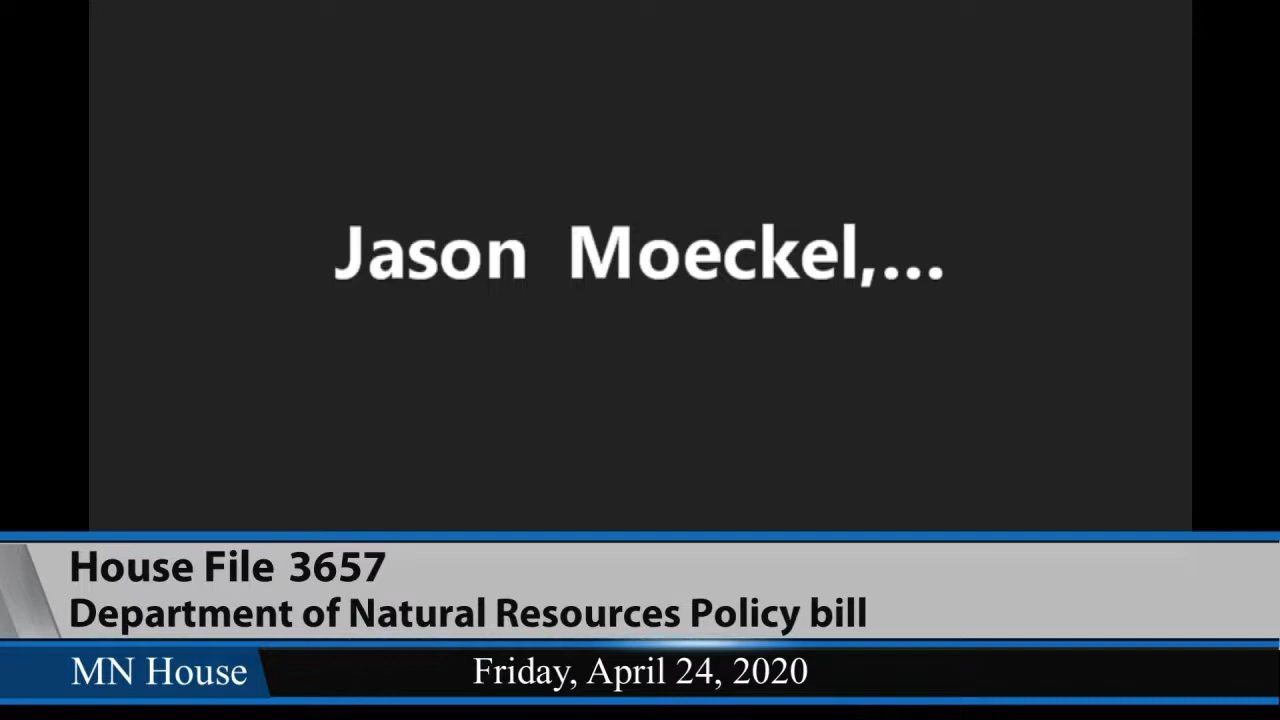 Jason Moeckel,...
House File 3657
Department of Natural Resources Policy bill
MN House
Friday, April 24, 2020